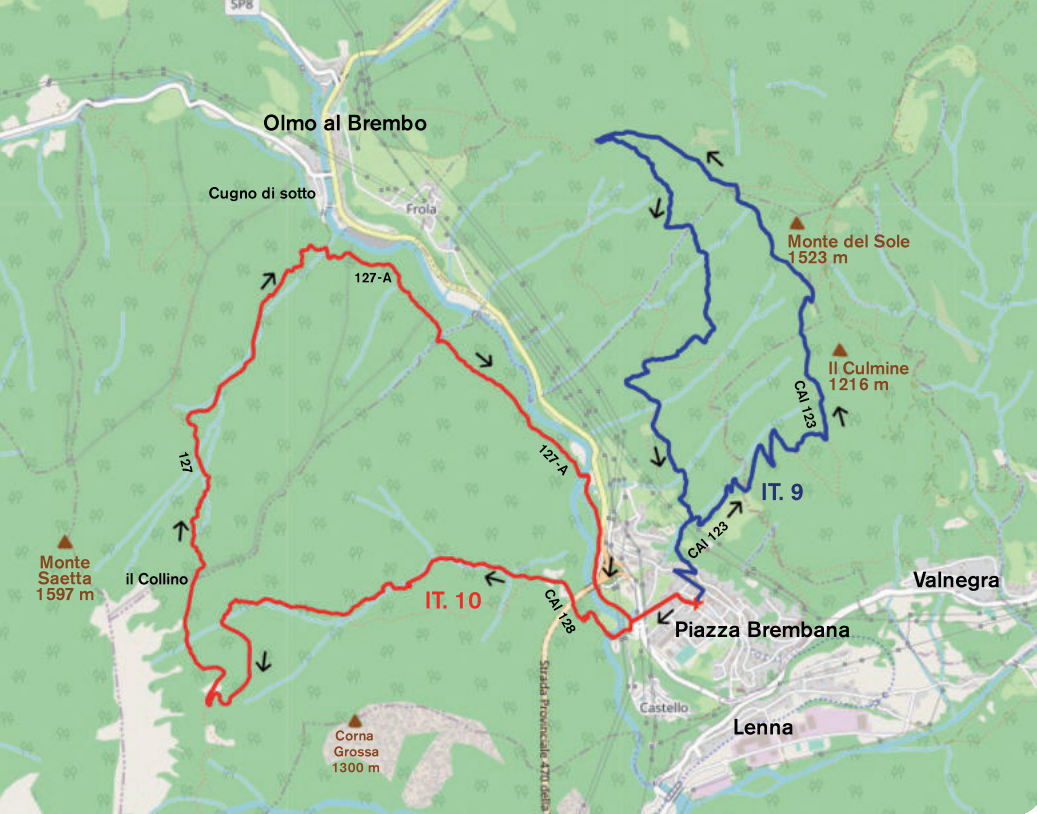 SP8
Olmo al Brembo
Cugno di sotto
Frola
127-A
Monte del Sole
1523 m
Il Culmine
1216 m
CAI 123
127
127-A
IT. 9
CAI 123
Monte
Saetta
1597 m
il Collino
IT. 10
CAI 128
Valnegra
Piazza Brembana
Castello
Lenna
Corna
Grossa
1300 m
Strada Provinciale 470 della